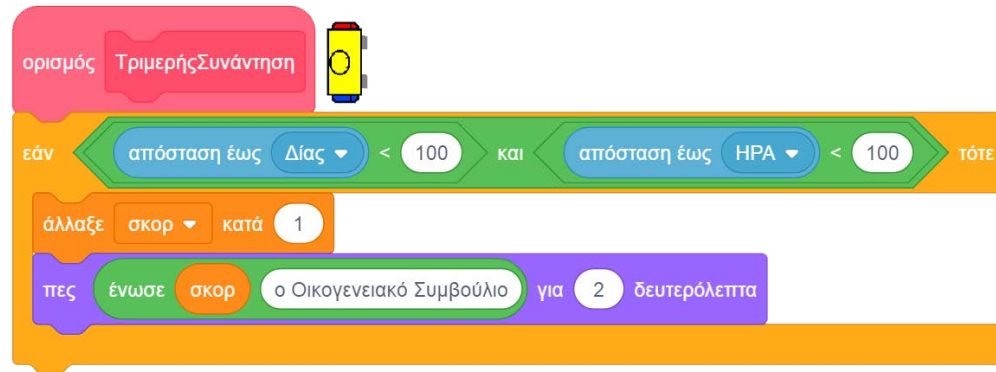 ορισμός ΤριμερήςΣυνάντηση
εάν απόσταση έως Δίας < 100 και απόσταση έως ΗΡΑ < 100 τότε
άλλαξε σκορ κατά 1
πες ένωσε σκορ ο Οικογενειακό Συμβούλιο για 2 δευτερόλεπτα